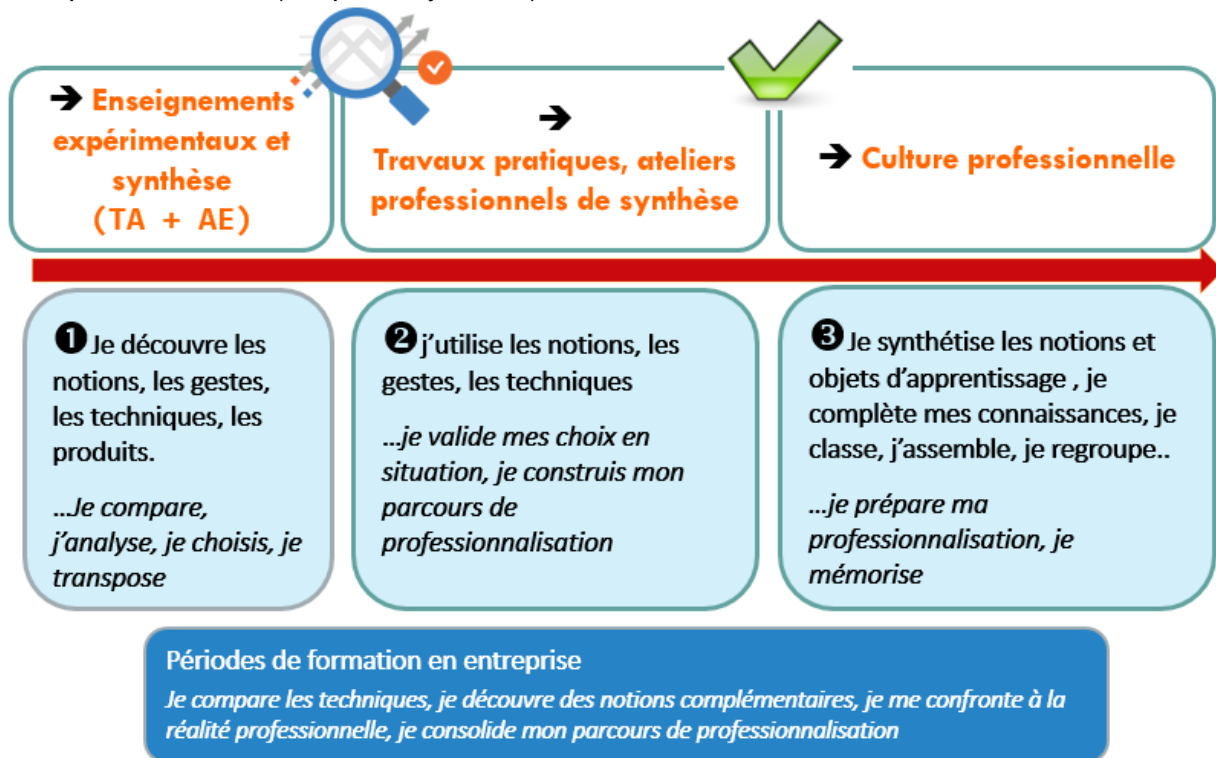 ➔ Enseignements
expérimentaux et
synthèse
(TA + AE)
➔
Travaux pratiques, ateliers
professionnels de synthèse
➔ Culture professionnelle
❶ Je découvre les
notions, les gestes,
les techniques, les
produits.
...Je compare,
j'analyse, je choisis, je
transpose
❷ j'utilise les notions, les
gestes, les techniques
...je valide mes choix en
situation, je construis mon
parcours de
professionnalisation
❸ Je synthétise les notions et
objets d'apprentissage , je
complète mes connaissances, je
classe, j'assemble, je regroupe..
...je prépare ma
professionnalisation, je
mémorise
Périodes de formation en entreprise
Je compare les techniques, je découvre des notions complémentaires, je me confronte à la
réalité professionnelle, je consolide mon parcours de professionnalisation